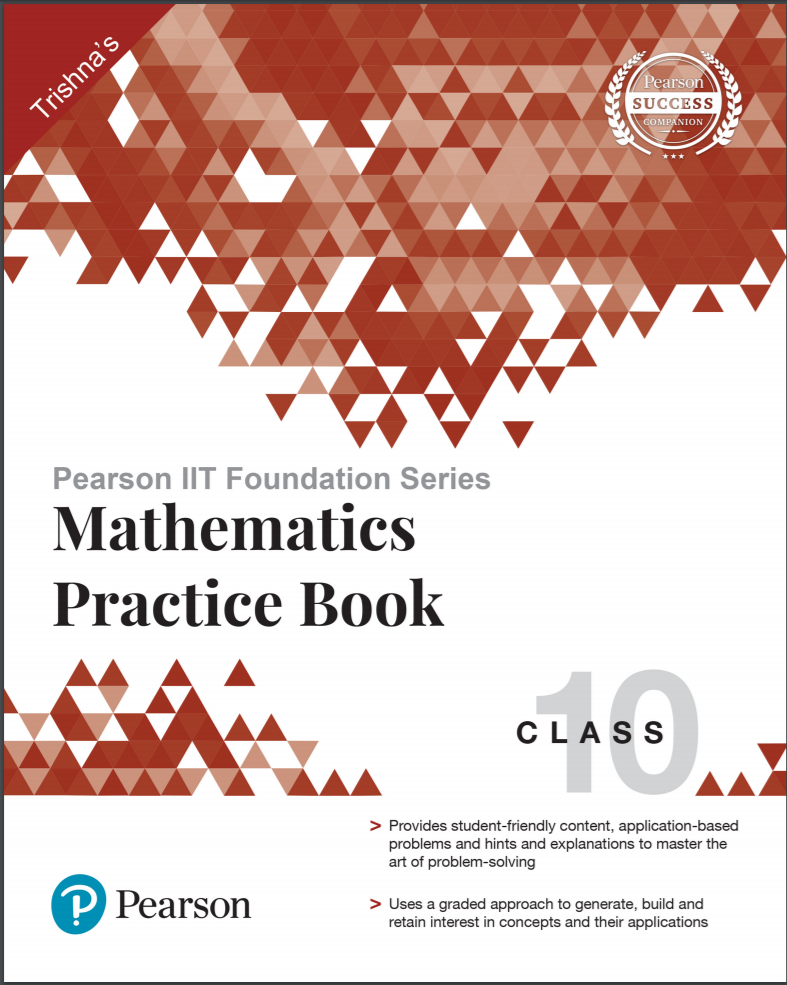 Trishna's
Pearson
SUCCESS
COMPANION
Pearson IIT Foundation Series
Mathematics
Practice Book
CLASS
10
> Provides student-friendly content, application-based
problems and hints and explanations to master the
art of problem-solving
> Uses a graded approach to generate, build and
retain interest in concepts and their applications
Pearson